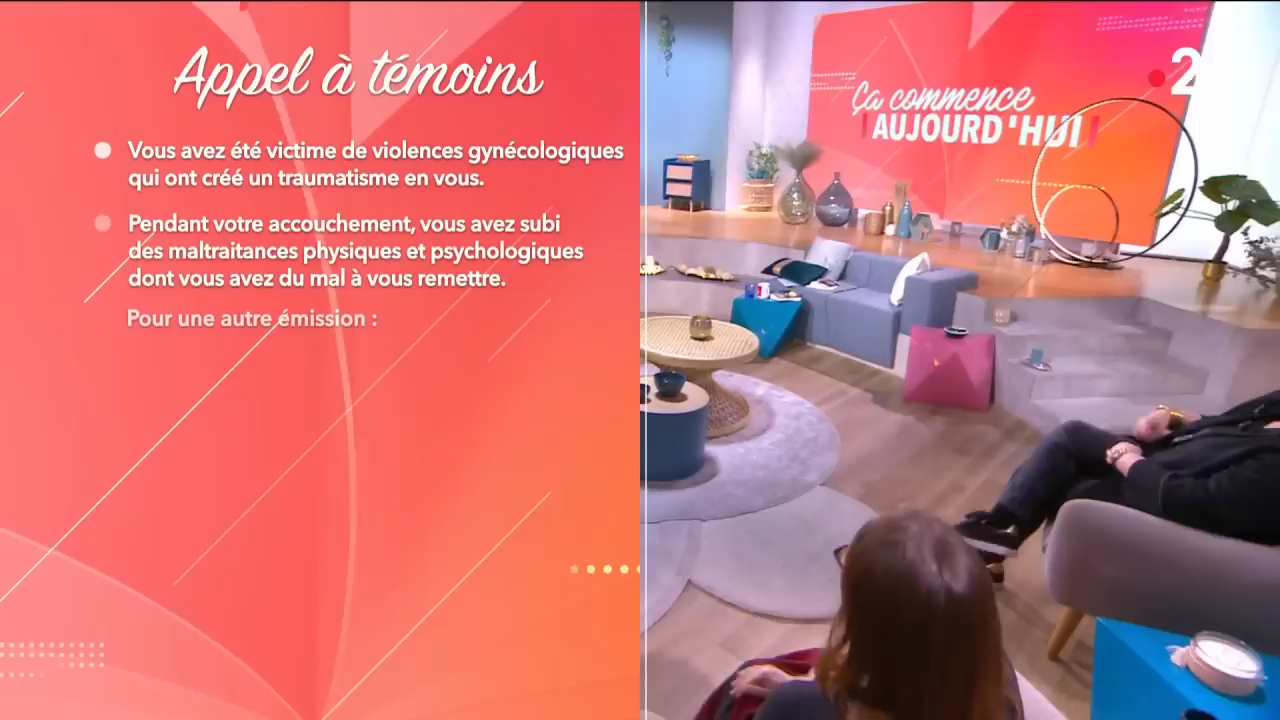 Appel à témoins
Vous avez été victime de violences gynécologiques
qui ont créé un traumatisme en vous.
Pendant votre accouchement, vous avez subi
des maltraitances physiques et psychologiques
dont vous avez du mal à vous remettre.
Pour une autre émission :
Ça commence
AUJOURD'HUI
2